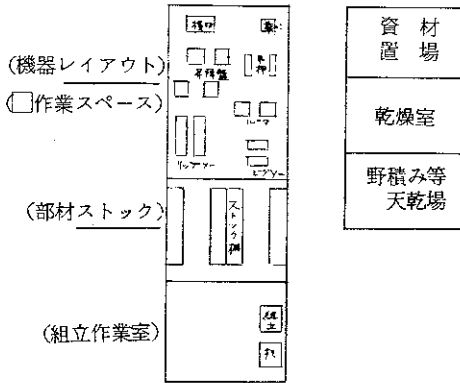 (機器レイアウト)
(□作業スペース)
(部材ストック)
(組立作業室)
昇降盤
リップソー
ストック棚
組立
資材
置場
乾燥室
野積み等
天乾場